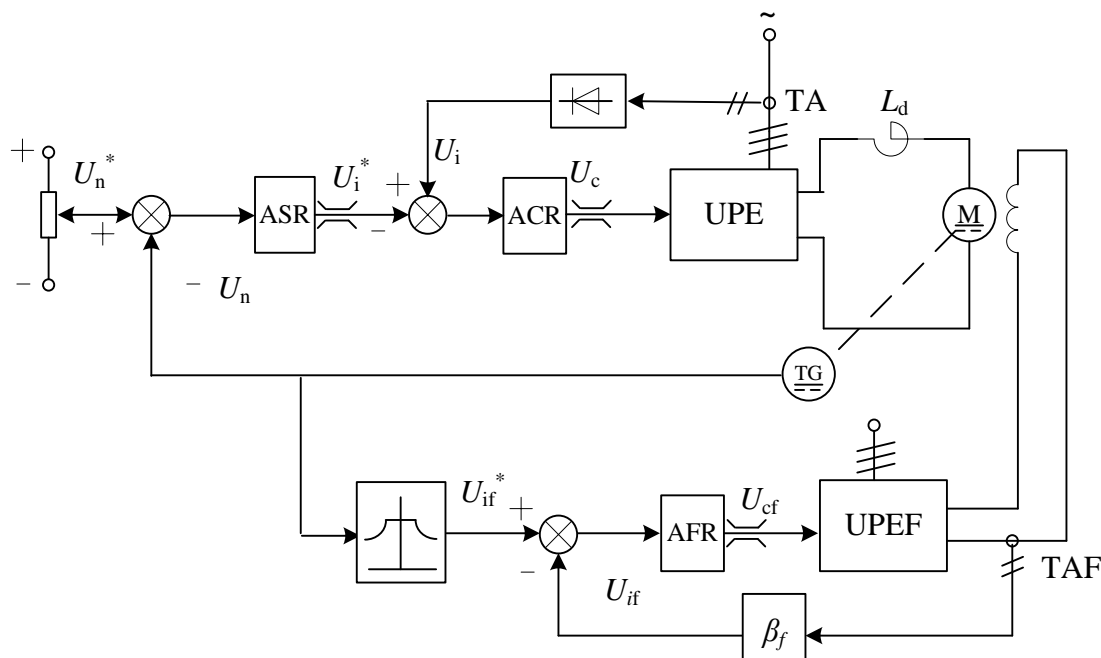 ~
TA
L_d
+
U_n^*
U_i
U_i^*
+
U_c
ASR
ACR
UPE
M
+
−
−
−
U_n
TG
U_if^*
+
U_cf
AFR
UPEF
−
TAF
U_if
β_f